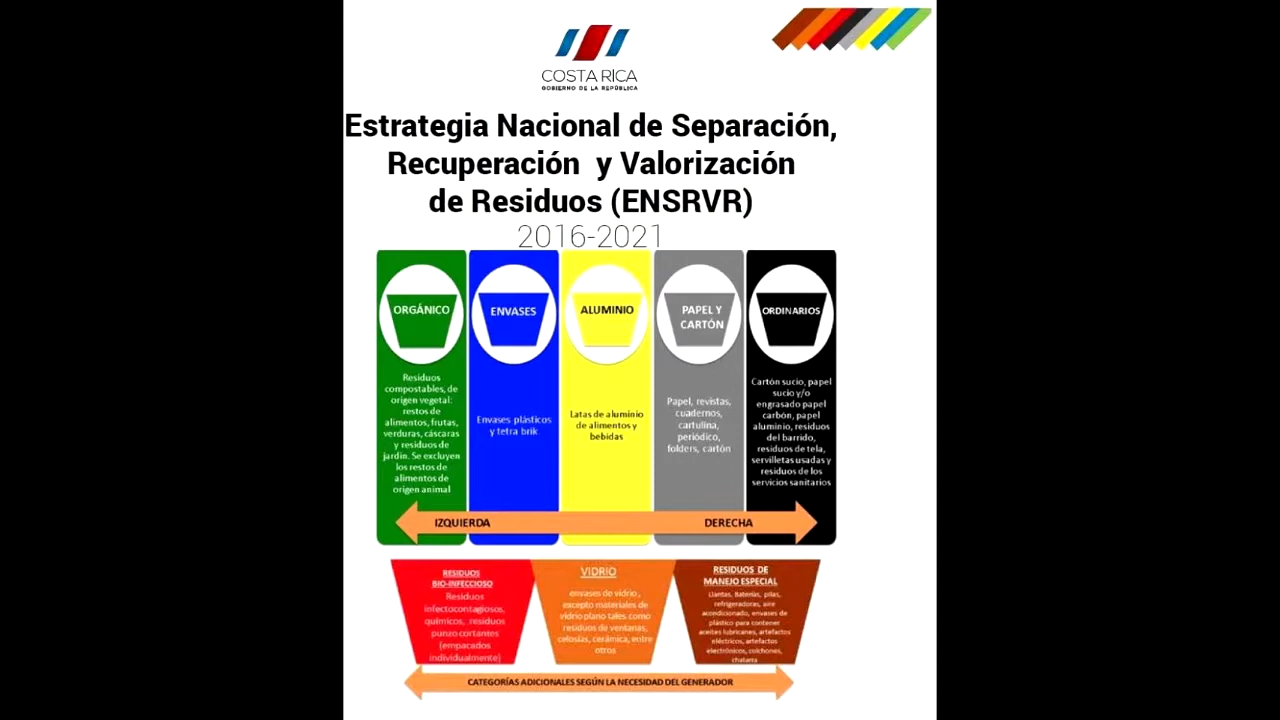 COSTA RICA
GOBIERNO DE LA REPÚBLICA
Estrategia Nacional de Separación,
Recuperación y Valorización
de Residuos (ENSRVR)
2016-2021
ORGÁNICO
Residuos
compostables, de
origen vegetal:
restos de
alimentos, frutas,
verduras, cáscaras
y residuos de
jardín. Se excluyen
los restos de
alimentos de
origen animal
ENVASES
Envases plásticos
y tetra brik
ALUMINIO
Latas de aluminio
de alimentos y
bebidas
PAPEL Y
CARTÓN
Papel, revistas,
cuadernos,
cartulina,
periódico,
folders, cartón
ORDINARIOS
Cartón sucio, papel
sucio y/o
engrasado papel
carbón, papel
aluminio, residuos
del barrido,
residuos de tela,
servilletas usadas y
residuos de los
servicios sanitarios
IZQUIERDA
DERECHA
RESIDUOS
BIO-INFECCIOSO
Residuos
infectocontagiosos,
químicos, residuos
punzo cortantes
(empacados
individualmente)
VIDRIO
envases de vidrio,
excepto materiales de
vidrio plano tales como
residuos de ventanas,
celosías, cerámica, entre
otros
RESIDUOS DE
MANEJO ESPECIAL
Llantas, Baterías, pilas,
refrigeradoras, aire
acondicionado, envases de
plástico para contener
aceites lubricantes, artefactos
eléctricos, artefactos
electrónicos, colchones,
chatarra
CATEGORÍAS ADICIONALES SEGÚN LA NECESIDAD DEL GENERADOR